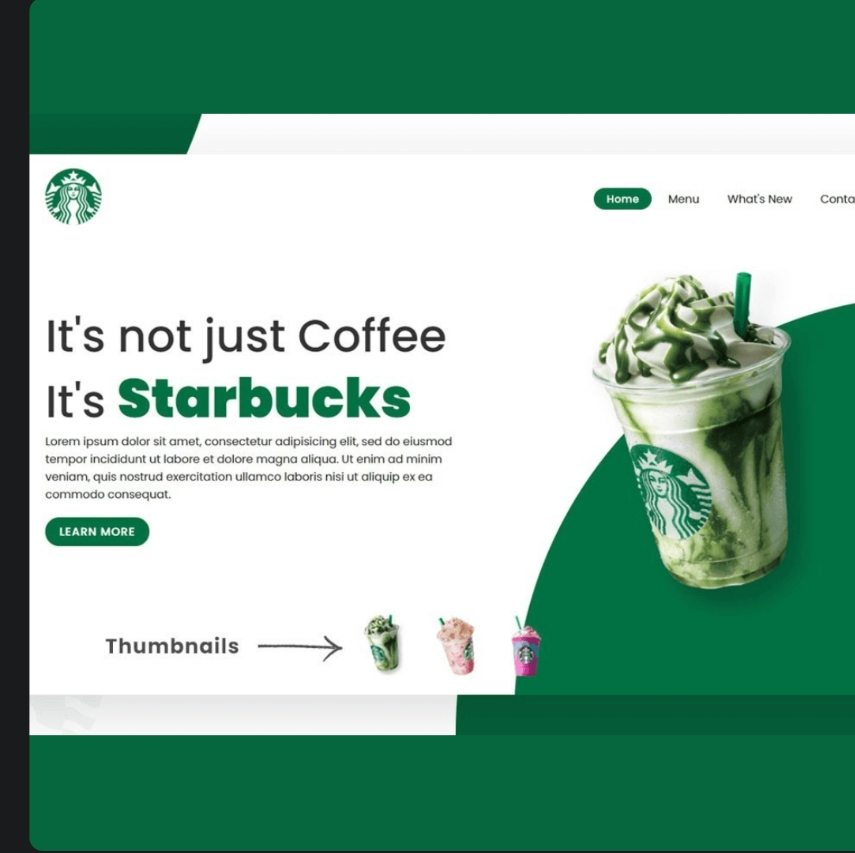 Home Menu What's New Conta
It's not just Coffee
It's Starbucks
Lorem ipsum dolor sit amet, consectetur adipisicing elit, sed do eiusmod
tempor incididunt ut labore et dolore magna aliqua. Ut enim ad minim
veniam, quis nostrud exercitation ullamco laboris nisi ut aliquip ex ea
commodo consequat.
LEARN MORE
Thumbnails